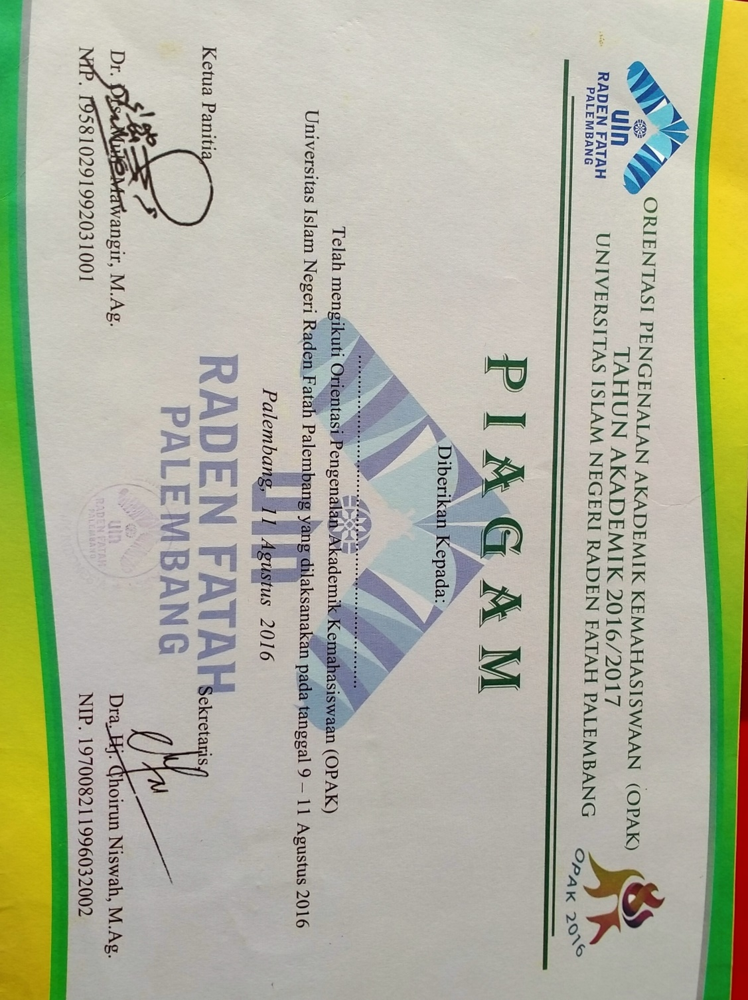 uin
RADEN FATAH
PALEMBANG
ORIENTASI PENGENALAN AKADEMIK KEMAHASISWAAN (OPAK)
TAHUN AKADEMIK 2016/2017
UNIVERSITAS ISLAM NEGERI RADEN FATAH PALEMBANG
OPAK 2016
PIAGAM
Diberikan Kepada:
Telah mengikuti Orientasi Pengenalan Akademik Kemahasiswaan (OPAK)
Universitas Islam Negeri Raden Fatah Palembang yang dilaksanakan pada tanggal 9 – 11 Agustus 2016
Palembang, 11 Agustus 2016
uin
RADEN FATAH
PALEMBANG
Ketua Panitia
Dr. Mawangir, M.Ag.
NIP. 195810291992031001
uin
RADEN FATAH
PALEMBANG
Sekretaris,
Dra. Hj. Choirun Niswah, M.Ag.
NIP. 197008211996032002